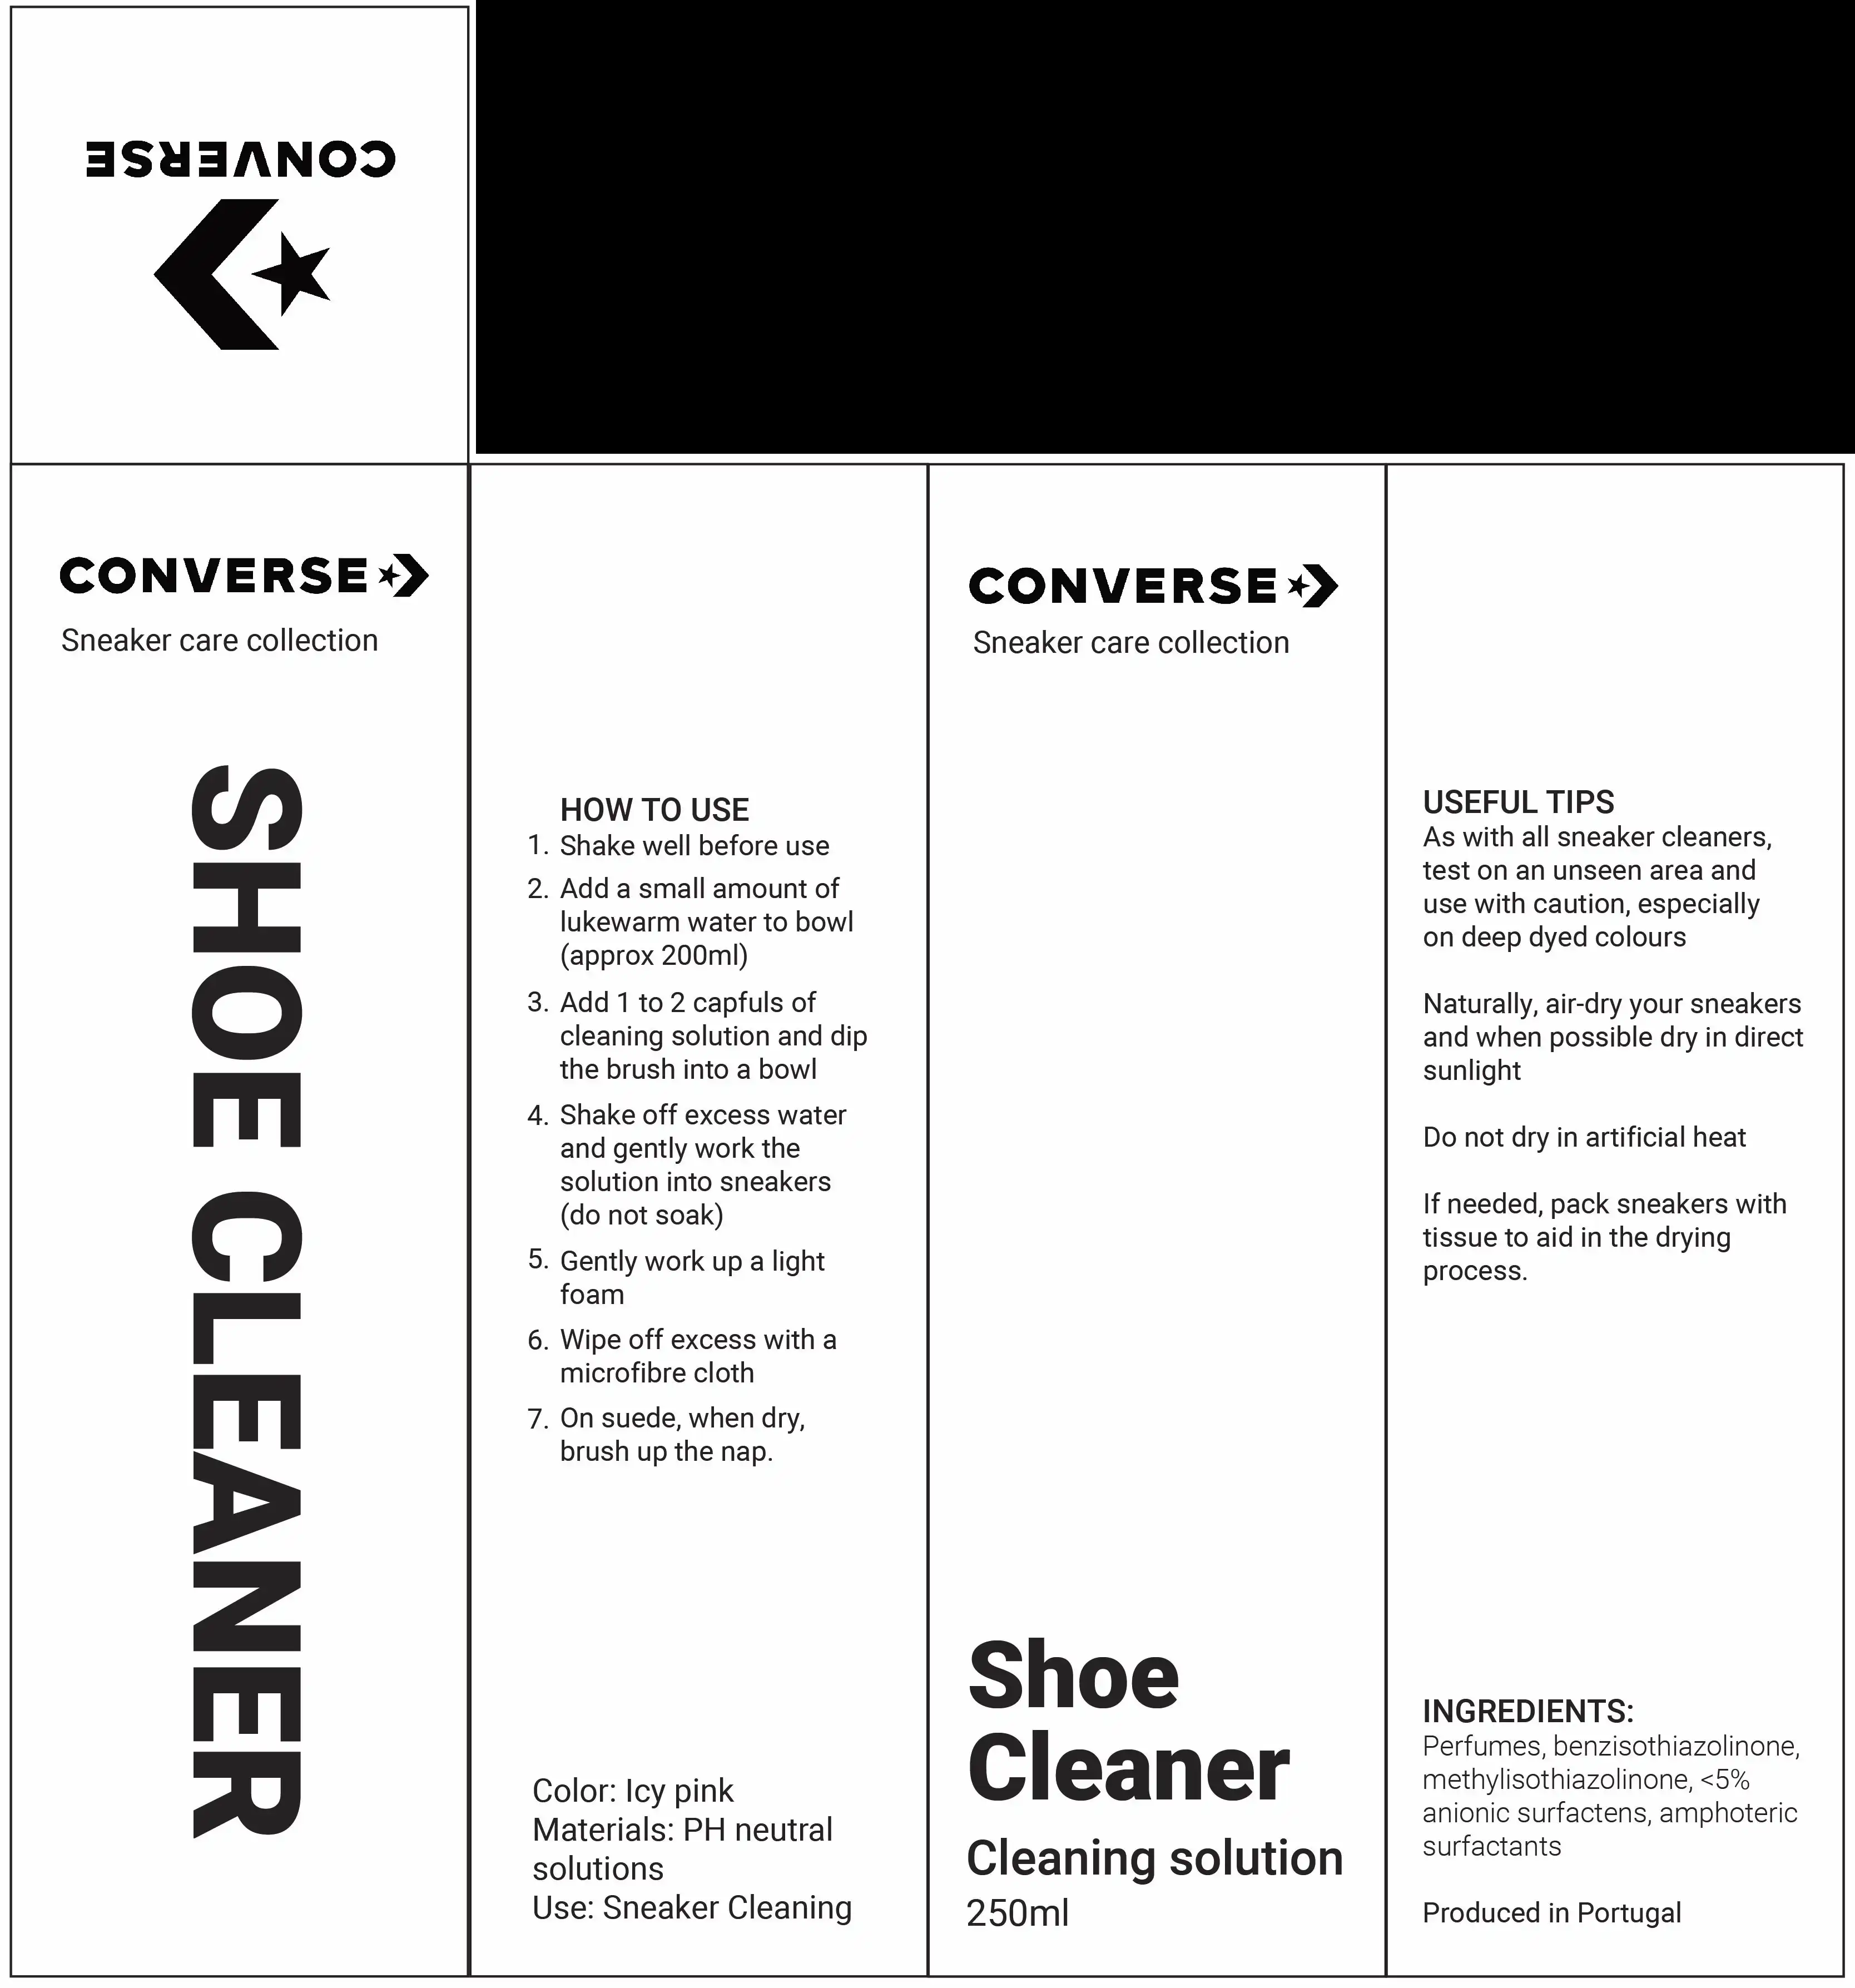 CONVERSE
CONVERSE
Sneaker care collection
SHOE CLEANER
HOW TO USE
1. Shake well before use
2. Add a small amount of
lukewarm water to bowl
(approx 200ml)
3. Add 1 to 2 capfuls of
cleaning solution and dip
the brush into a bowl
4. Shake off excess water
and gently work the
solution into sneakers
(do not soak)
5. Gently work up a light
foam
6. Wipe off excess with a
microfibre cloth
7. On suede, when dry,
brush up the nap.
Color: Icy pink
Materials: PH neutral
solutions
Use: Sneaker Cleaning
CONVERSE
Sneaker care collection
Shoe
Cleaner
Cleaning solution
250ml
USEFUL TIPS
As with all sneaker cleaners,
test on an unseen area and
use with caution, especially
on deep dyed colours
Naturally, air-dry your sneakers
and when possible dry in direct
sunlight
Do not dry in artificial heat
If needed, pack sneakers with
tissue to aid in the drying
process.
INGREDIENTS:
Perfumes, benzisothiazolinone,
methylisothiazolinone, <5%
anionic surfactens, amphoteric
surfactants
Produced in Portugal